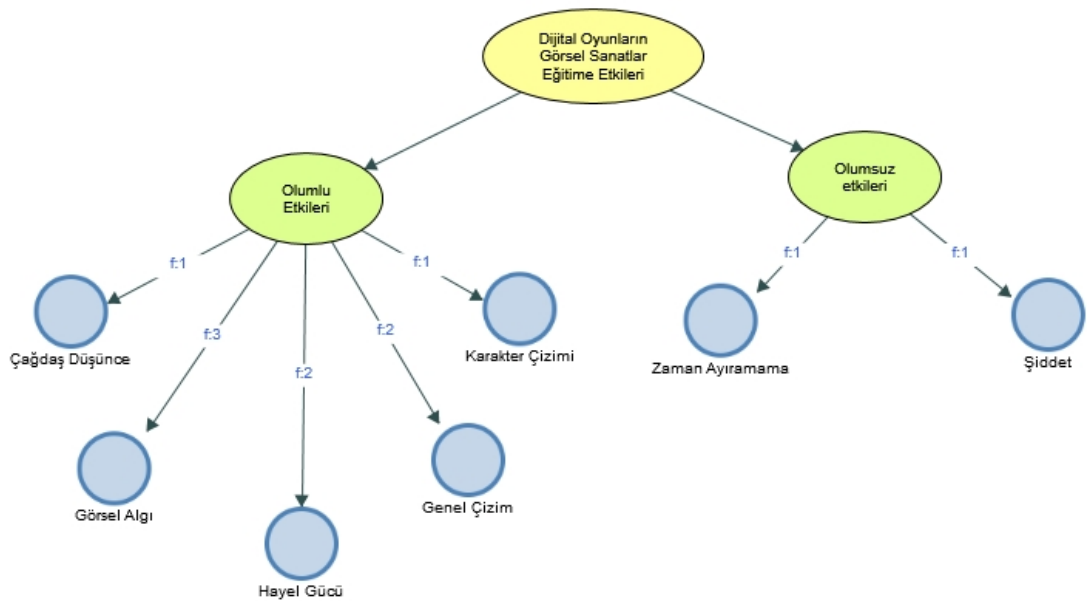 Dijital Oyunların
Görsel Sanatlar
Eğitime Etkileri
Olumlu
Etkileri
Olumsuz
etkileri
f:1
f:3
f:2
f:2
f:1
f:1
f:1
Çağdaş Düşünce
Görsel Algı
Hayel Gücü
Genel Çizim
Karakter Çizimi
Zaman Ayıramama
Şiddet